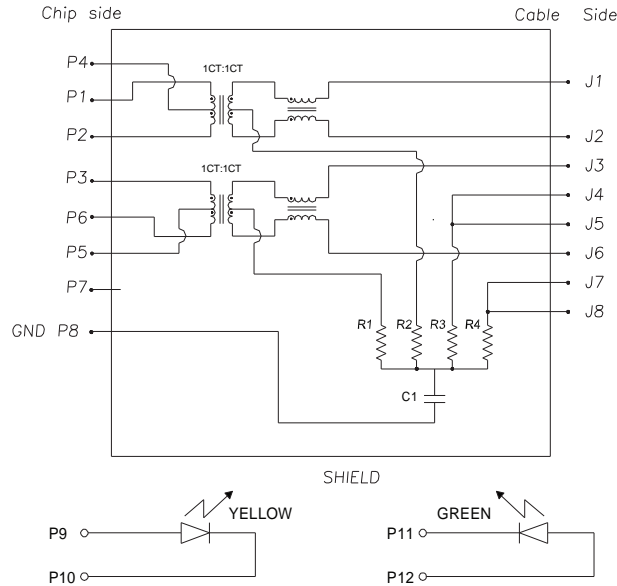 Chip side
Cable Side
P4
1CT:1CT
P1
J1
P2
J2
J3
1CT:1CT
P3
J4
P6
J5
P5
J6
P7
J7
J8
GND P8
R1 R2 R3 R4
C1
SHIELD
YELLOW
GREEN
P9
P11
P10
P12